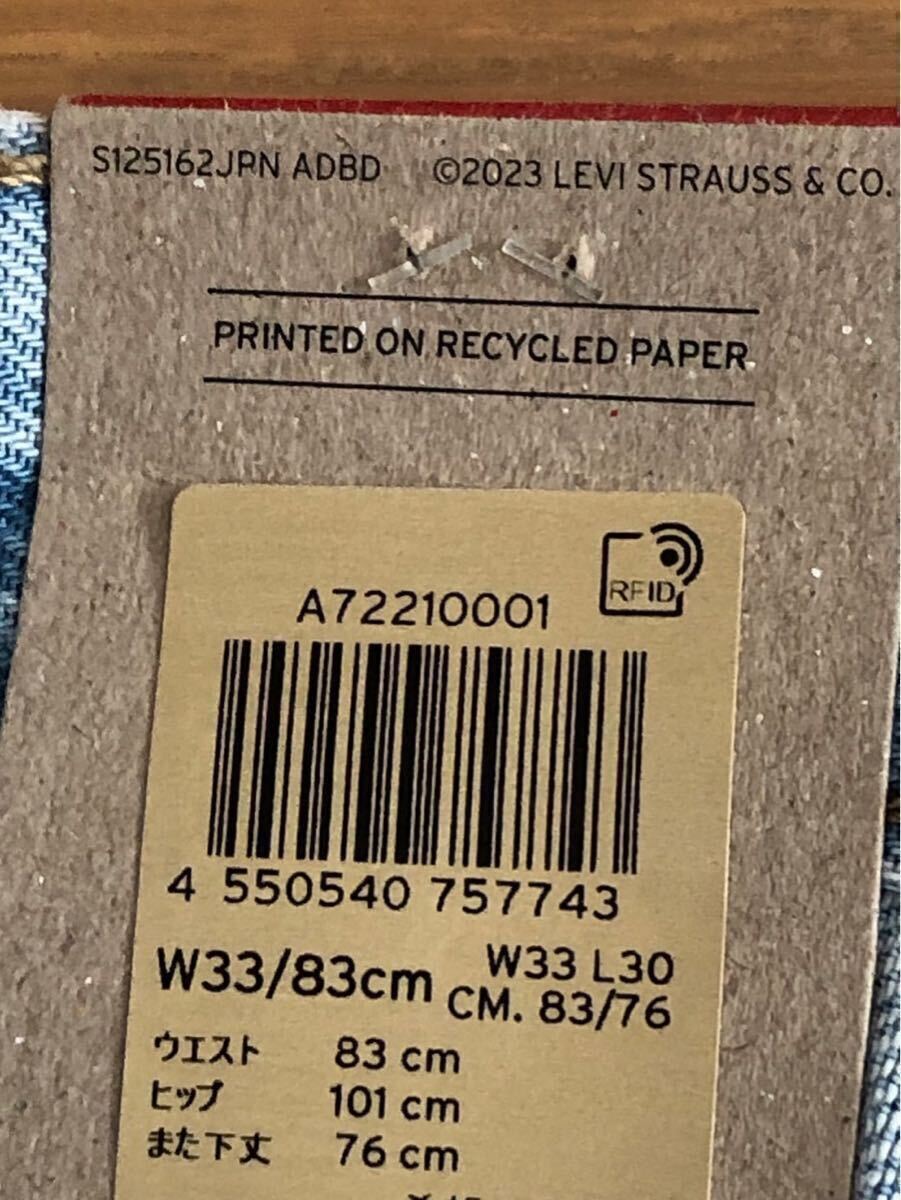 S125162JPN ADBD ©2023 LEVI STRAUSS & CO.
PRINTED ON RECYCLED PAPER
RFID
A72210001
4 550540 757743
W33/83cm W33 L30
CM. 83/76
ウエスト 83 cm
ヒップ 101 cm
また下丈 76 cm